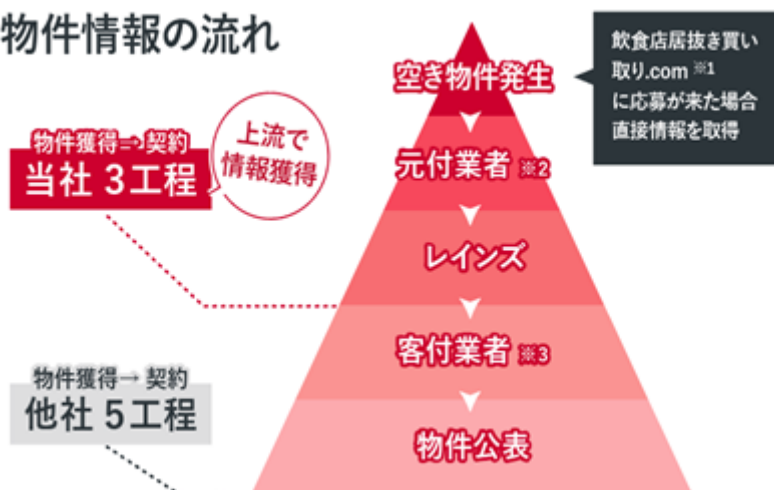 物件情報の流れ
空き物件発生
飲食店居抜き買い
取り.com ※1
に応募が来た場合
直接情報を取得
物件獲得→契約
当社 3工程
上流で
情報獲得
元付業者 ※2
レインズ
客付業者 ※3
物件獲得→契約
他社 5工程
物件公表